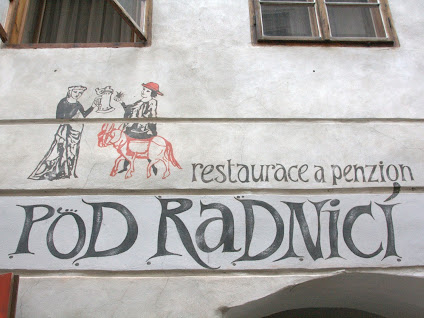 restaurace a penzion
POD RADNICÍ